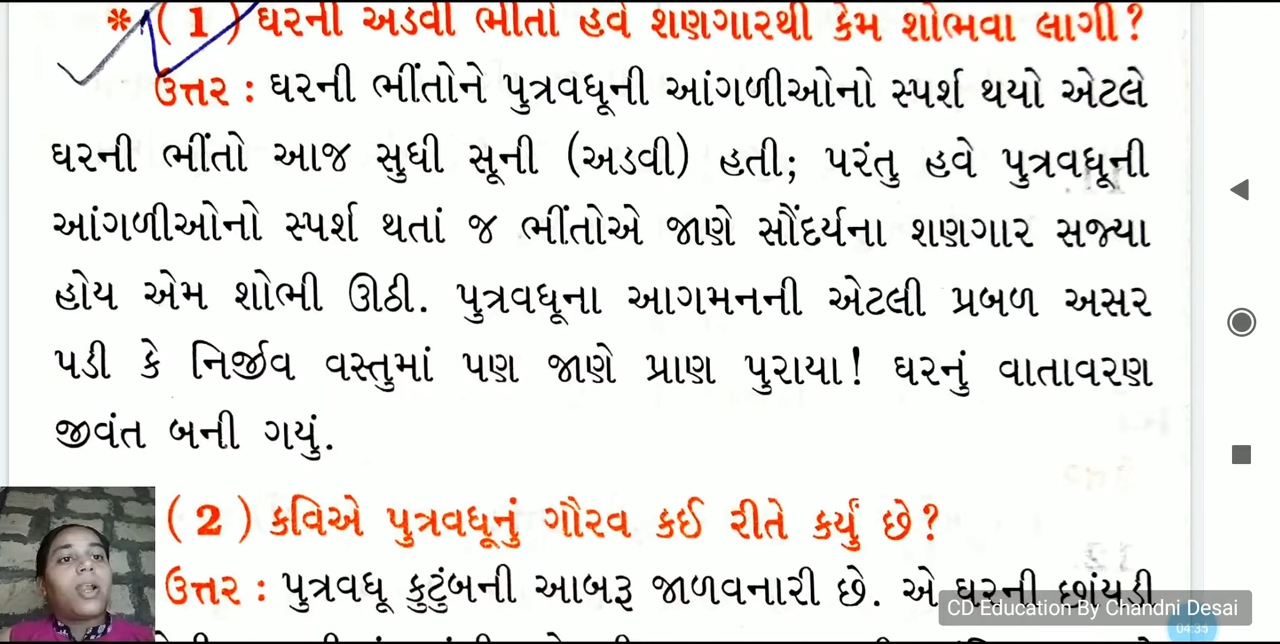 * (1) ઘરની અડવી ભીંતો હવે શણગારથી કેમ શોભવા લાગી?
ઉત્તર : ઘરની ભીંતોને પુત્રવધૂની આંગળીઓનો સ્પર્શ થયો એટલે
ઘરની ભીંતો આજ સુધી સૂની (અડવી) હતી; પરંતુ હવે પુત્રવધૂની
આંગળીઓનો સ્પર્શ થતાં જ ભીંતોએ જાણે સૌંદર્યના શણગાર સજ્યા
હોય એમ શોભી ઊઠી. પુત્રવધૂના આગમનની એટલી પ્રબળ અસર
પડી કે નિર્જીવ વસ્તુમાં પણ જાણે પ્રાણ પુરાયા! ઘરનું વાતાવરણ
જીવંત બની ગયું.
(2) કવિએ પુત્રવધૂનું ગૌરવ કઈ રીતે કર્યું છે?
ઉત્તર : પુત્રવધૂ કુટુંબની આબરૂ જાળવનારી છે. એ ઘરની છાંયડી
CD Education By Chandni Desai
04:35